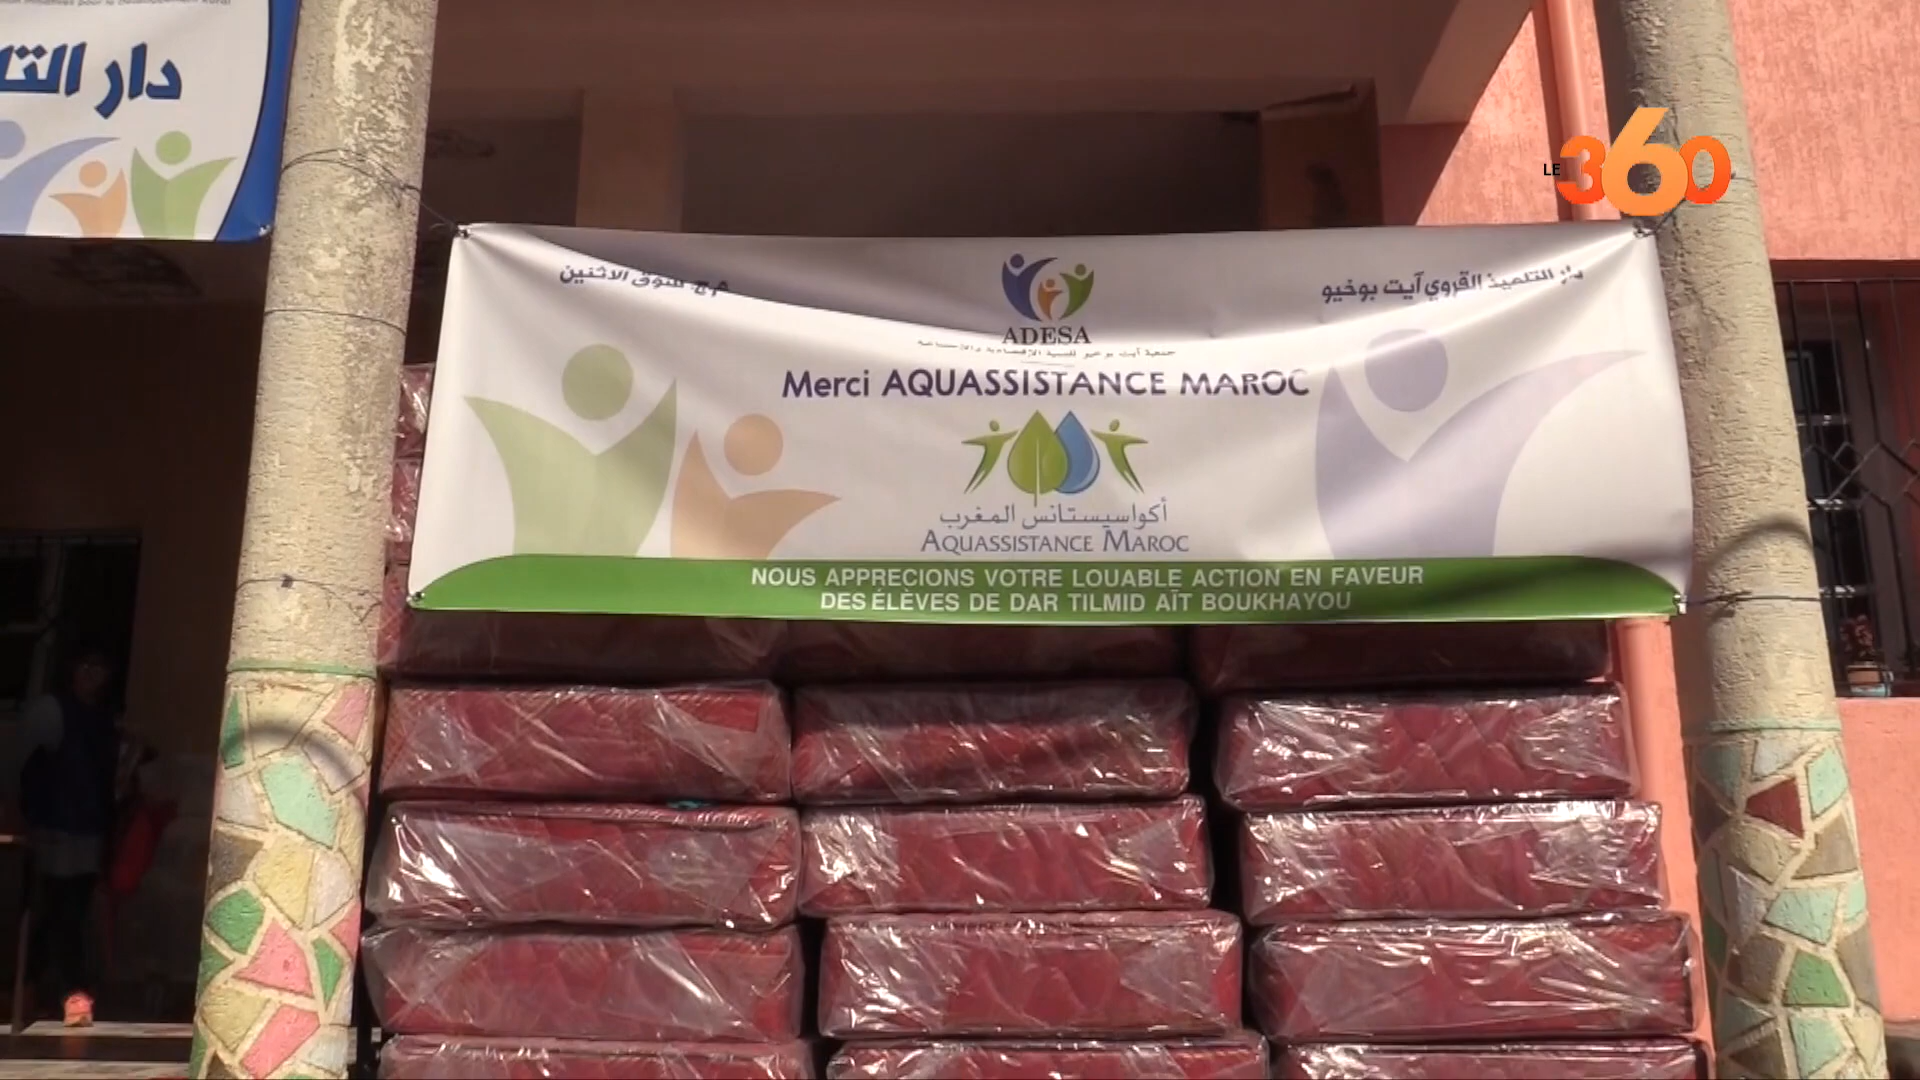 دار
LE 360
دار التلميذ القروي آيت بوخيو
م.ج. سوق الاثنين
ADESA
Merci AQUASSISTANCE MAROC
أكواسيستانس المغرب
AQUASSISTANCE MAROC
NOUS APPRECIONS VOTRE LOUABLE ACTION EN FAVEUR
DES ÉLÈVES DE DAR TILMID AÏT BOUKHAYOU